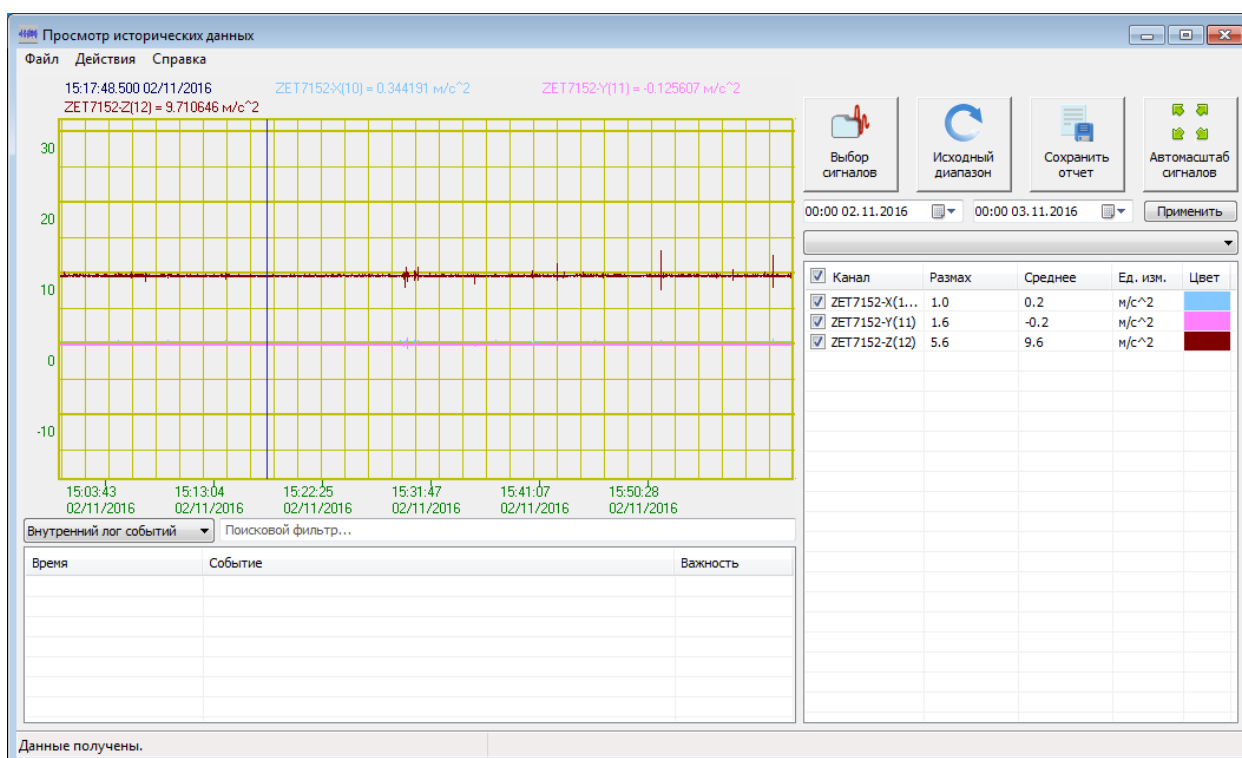 Просмотр исторических данных
Файл Действия Справка
15:17:48.500 02/11/2016 ZET7152-X(10) = 0.344191 м/с^2 ZET7152-Y(11) = -0.125607 м/с^2
ZET7152-Z(12) = 9.710646 м/с^2
30
20
10
0
-10
15:03:43 15:13:04 15:22:25 15:31:47 15:41:07 15:50:28
02/11/2016 02/11/2016 02/11/2016 02/11/2016 02/11/2016 02/11/2016
Внутренний лог событий Поисковой фильтр...
Время Событие Важность
Выбор сигналов
Исходный диапазон
Сохранить отчет
Автомасштаб сигналов
00:00 02.11.2016 00:00 03.11.2016 Применить
Канал Размах Среднее Ед. изм. Цвет
ZET7152-X(1... 1.0 0.2 м/с^2
ZET7152-Y(11) 1.6 -0.2 м/с^2
ZET7152-Z(12) 5.6 9.6 м/с^2
Данные получены.